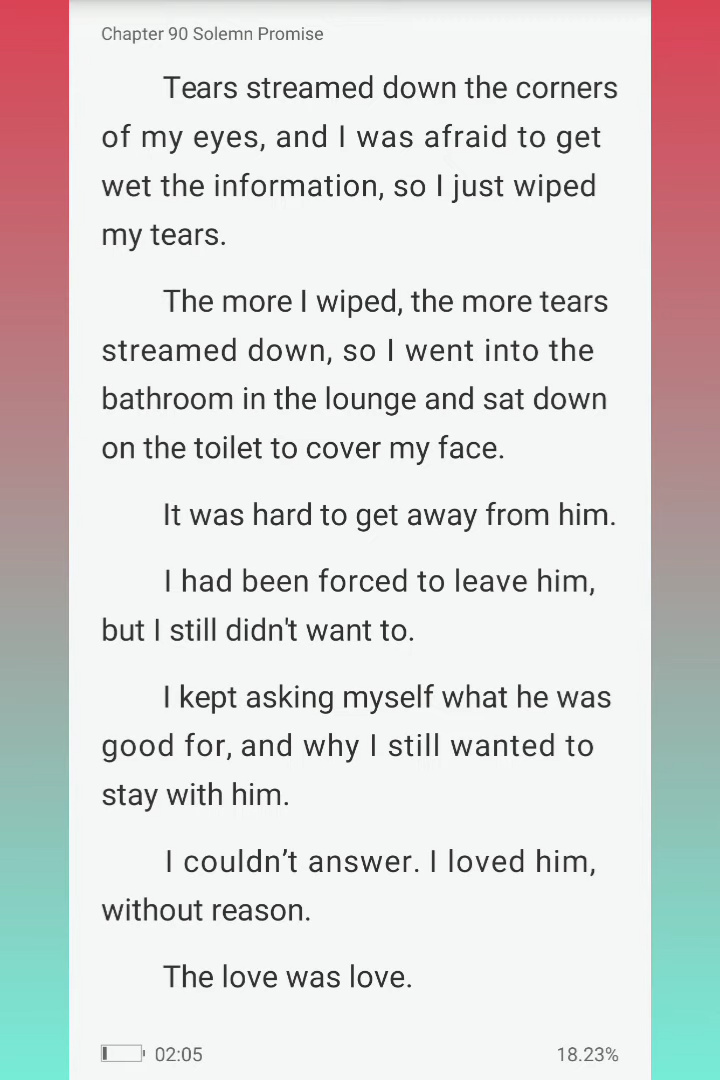 Chapter 90 Solemn Promise
Tears streamed down the corners
of my eyes, and I was afraid to get
wet the information, so I just wiped
my tears.
The more I wiped, the more tears
streamed down, so I went into the
bathroom in the lounge and sat down
on the toilet to cover my face.
It was hard to get away from him.
I had been forced to leave him,
but I still didn't want to.
I kept asking myself what he was
good for, and why I still wanted to
stay with him.
I couldn’t answer. I loved him,
without reason.
The love was love.
02:05 18.23%